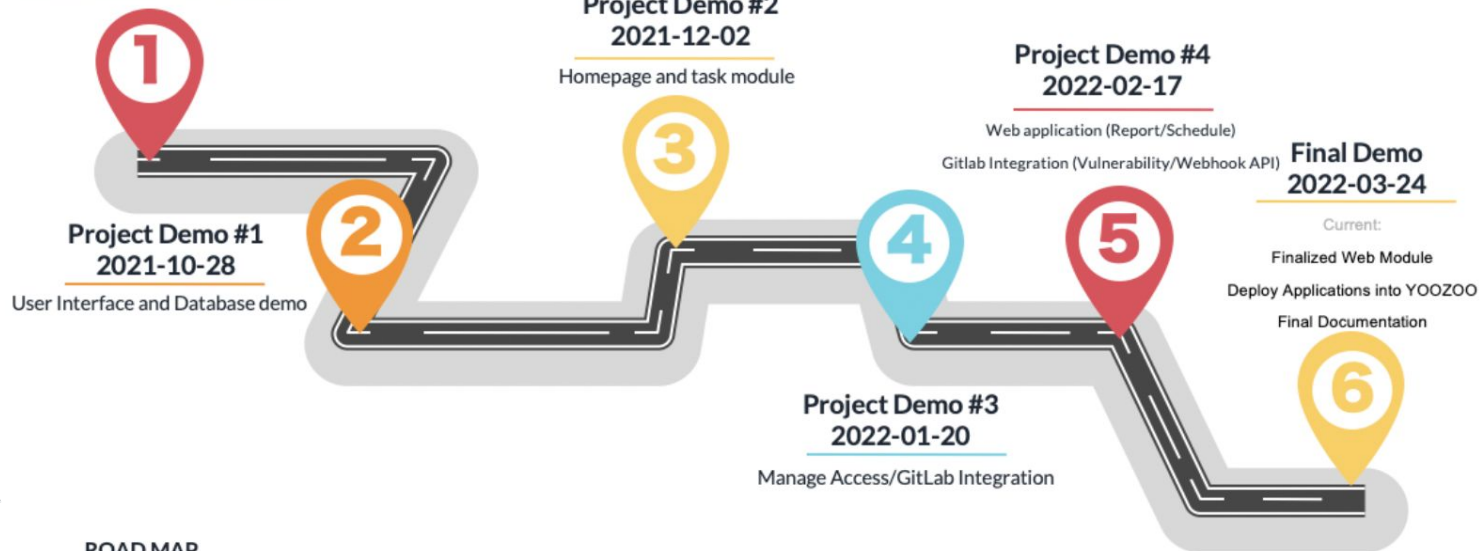 1
Project Demo #1
2021-10-28
User Interface and Database demo
2
Project Demo #2
2021-12-02
Homepage and task module
3
4
Project Demo #3
2022-01-20
Manage Access/GitLab Integration
Project Demo #4
2022-02-17
Web application (Report/Schedule)
Gitlab Integration (Vulnerability/Webhook API)
5
Final Demo
2022-03-24
Current:
Finalized Web Module
Deploy Applications into YOOZOO
Final Documentation
6
ROAD MAP